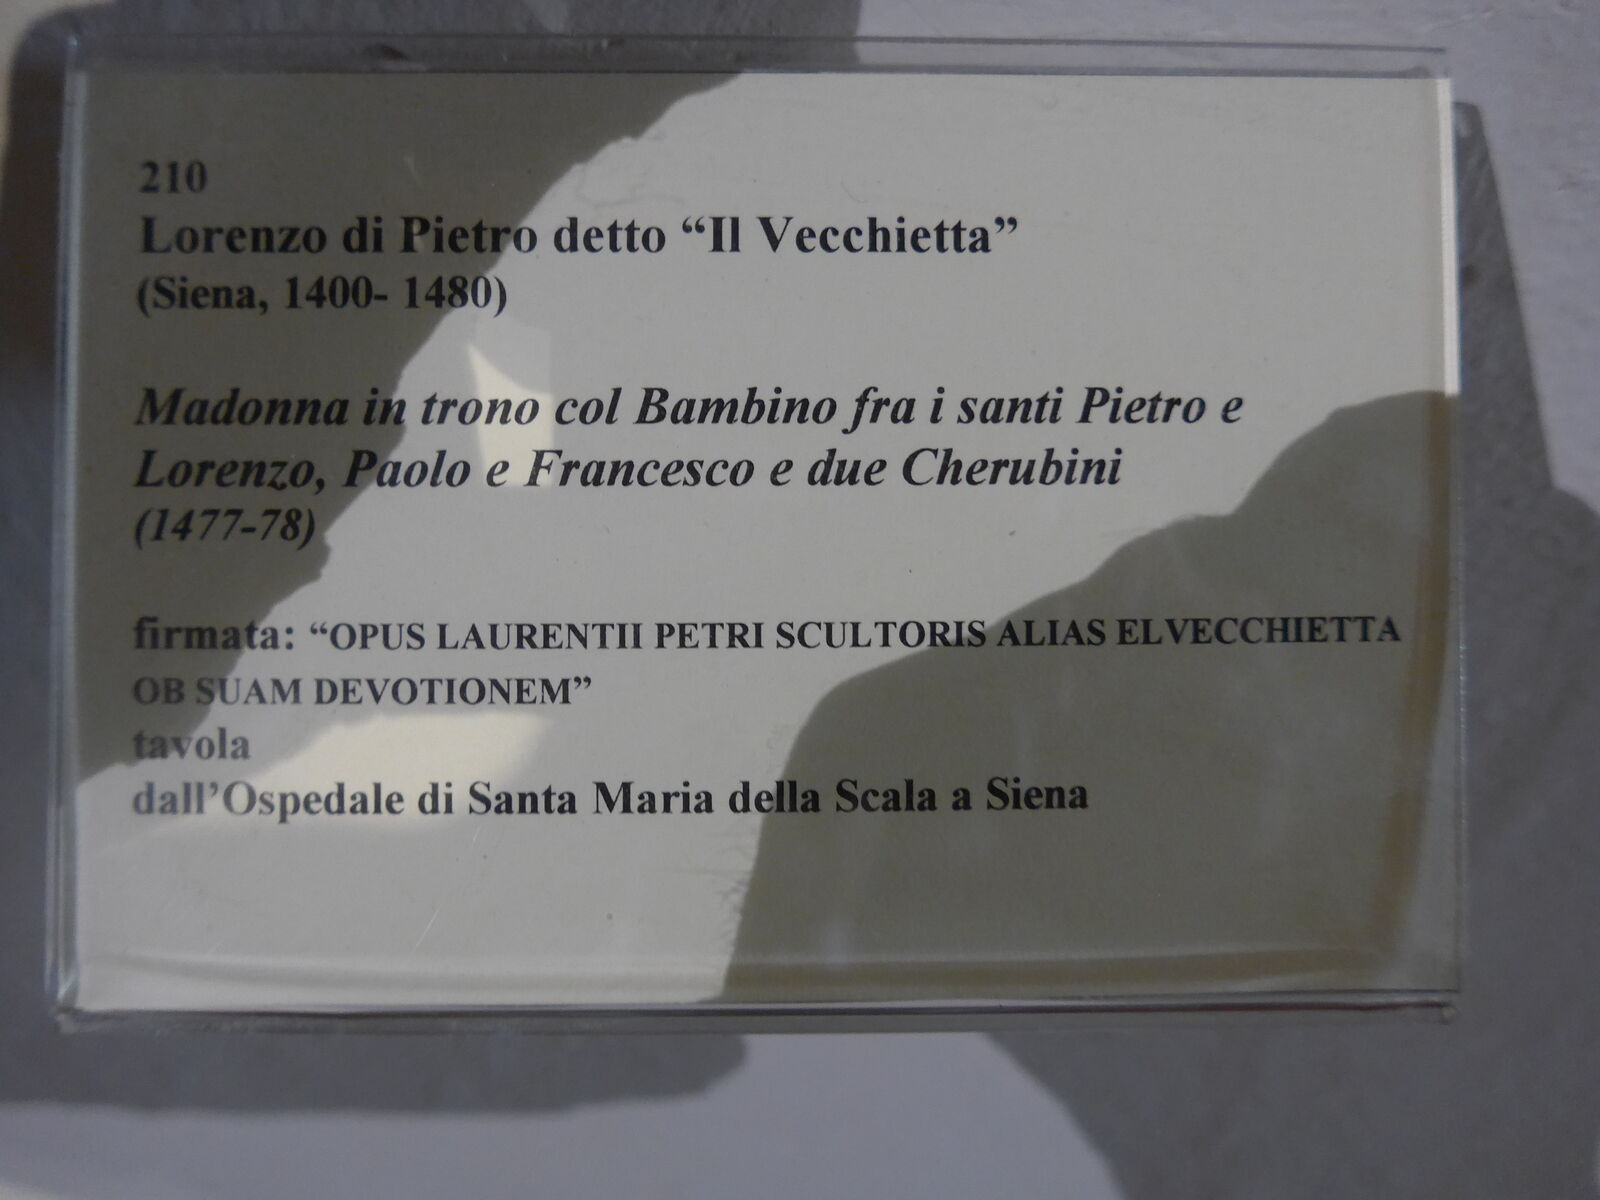 210
Lorenzo di Pietro detto “Il Vecchietta”
(Siena, 1400- 1480)
Madonna in trono col Bambino fra i santi Pietro e
Lorenzo, Paolo e Francesco e due Cherubini
(1477-78)
firmata: “OPUS LAURENTII PETRI SCULTORIS ALIAS ELVECCHIETTA
OB SUAM DEVOTIONEM”
tavola
dall’Ospedale di Santa Maria della Scala a Siena